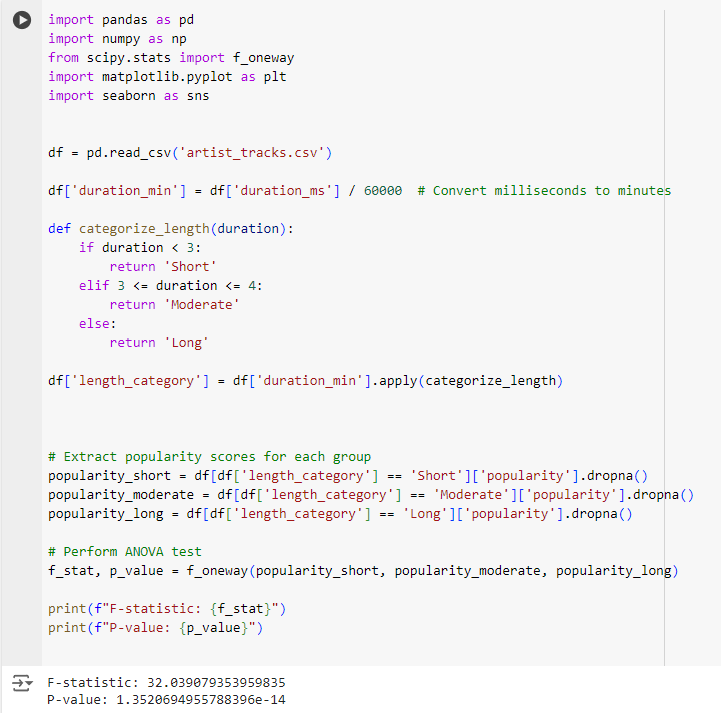 import pandas as pd
import numpy as np
from scipy.stats import f_oneway
import matplotlib.pyplot as plt
import seaborn as sns
df = pd.read_csv('artist_tracks.csv')
df['duration_min'] = df['duration_ms'] / 60000  # Convert milliseconds to minutes
def categorize_length(duration):
    if duration < 3:
        return 'Short'
    elif 3 <= duration <= 4:
        return 'Moderate'
    else:
        return 'Long'
df['length_category'] = df['duration_min'].apply(categorize_length)
# Extract popularity scores for each group
popularity_short = df[df['length_category'] == 'Short']['popularity'].dropna()
popularity_moderate = df[df['length_category'] == 'Moderate']['popularity'].dropna()
popularity_long = df[df['length_category'] == 'Long']['popularity'].dropna()
# Perform ANOVA test
f_stat, p_value = f_oneway(popularity_short, popularity_moderate, popularity_long)
print(f"F-statistic: {f_stat}")
print(f"P-value: {p_value}")
F-statistic: 32.039079353959835
P-value: 1.3520694955788396e-14